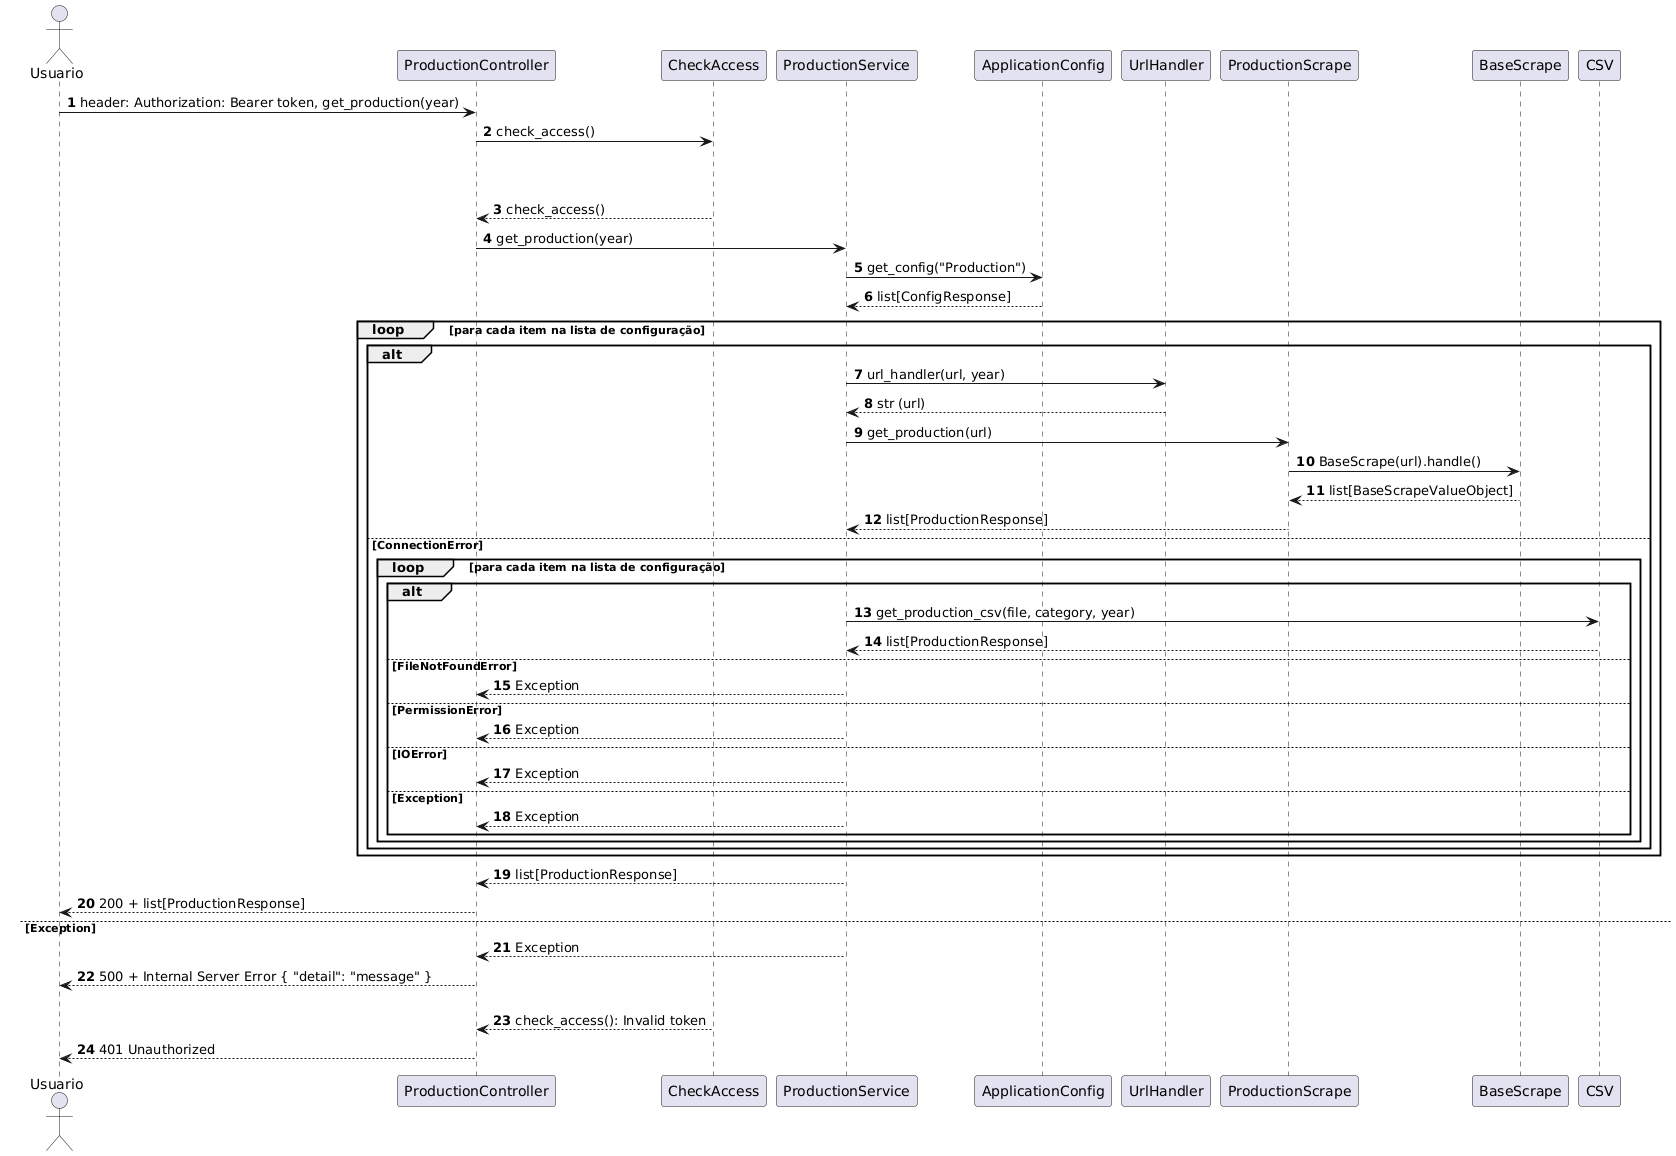 Usuario
ProductionController
CheckAccess
ProductionService
ApplicationConfig
UrlHandler
ProductionScrape
BaseScrape
CSV
1 header: Authorization: Bearer token, get_production(year)
2 check_access()
3 check_access()
4 get_production(year)
5 get_config("Production")
6 list[ConfigResponse]
loop [para cada item na lista de configuração]
alt
7 url_handler(url, year)
8 str (url)
9 get_production(url)
10 BaseScrape(url).handle()
11 list[BaseScrapeValueObject]
12 list[ProductionResponse]
[ConnectionError]
loop [para cada item na lista de configuração]
alt
13 get_production_csv(file, category, year)
14 list[ProductionResponse]
[FileNotFoundError]
15 Exception
[PermissionError]
16 Exception
[IOError]
17 Exception
[Exception]
18 Exception
19 list[ProductionResponse]
20 200 + list[ProductionResponse]
[Exception]
21 Exception
22 500 + Internal Server Error { "detail": "message" }
23 check_access(): Invalid token
24 401 Unauthorized
Usuario
ProductionController
CheckAccess
ProductionService
ApplicationConfig
UrlHandler
ProductionScrape
BaseScrape
CSV